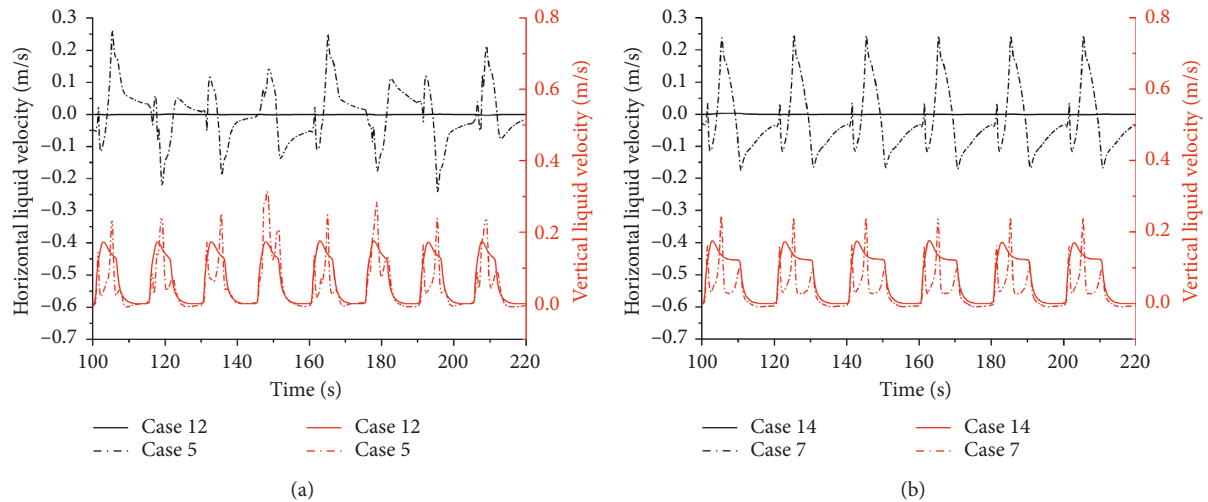 0.3
0.2
0.1
0.0
−0.1
−0.2
−0.3
−0.4
−0.5
−0.6
−0.7
Horizontal liquid velocity (m/s)
0.8
0.6
0.4
0.2
0.0
Vertical liquid velocity (m/s)
100 120 140 160 180 200 220
Time (s)
Case 12 Case 12
Case 5 Case 5
(a)
0.3
0.2
0.1
0.0
−0.1
−0.2
−0.3
−0.4
−0.5
−0.6
−0.7
Horizontal liquid velocity (m/s)
0.8
0.6
0.4
0.2
0.0
Vertical liquid velocity (m/s)
100 120 140 160 180 200 220
Time (s)
Case 14 Case 14
Case 7 Case 7
(b)